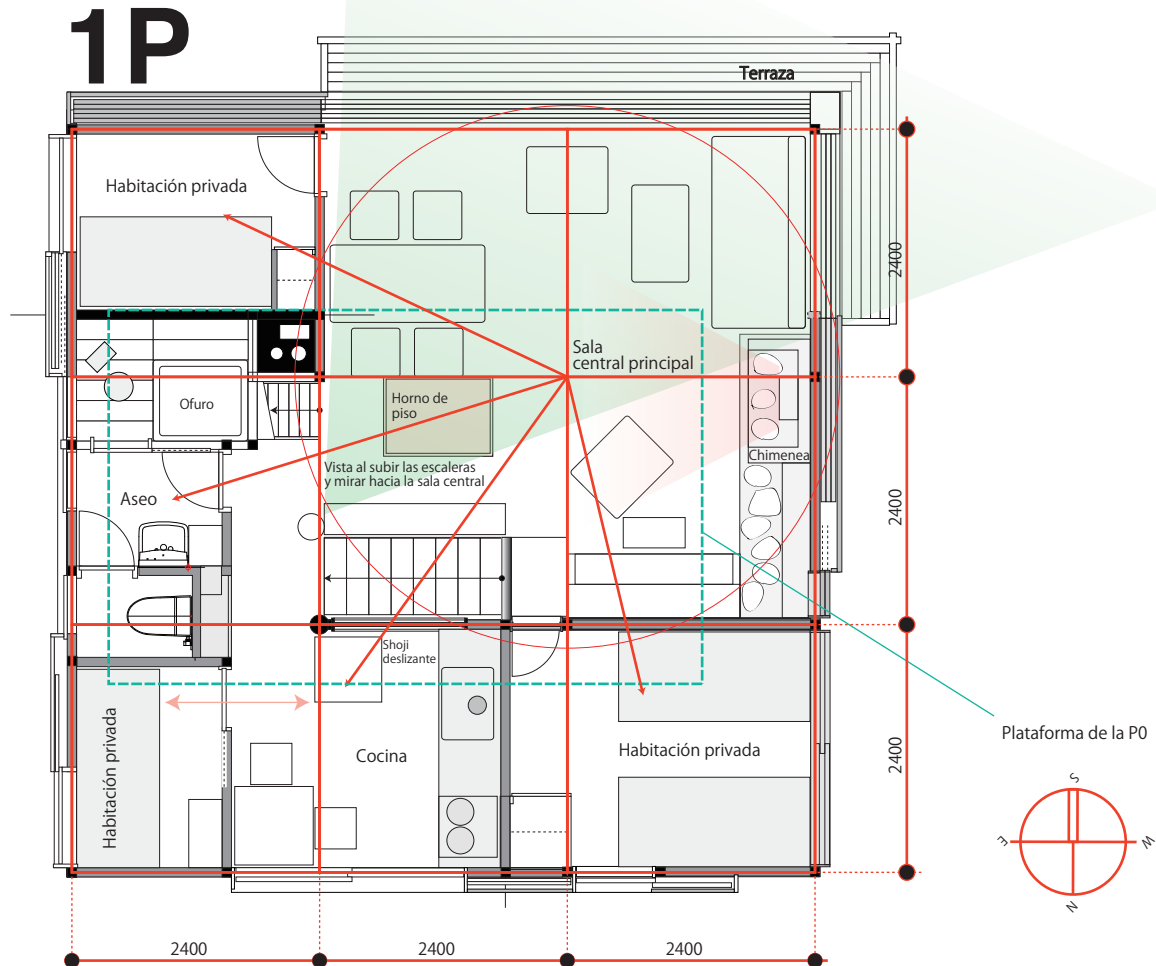 1P
Terraza
Habitación privada
2400
Sala
central principal
Horno de
piso
Ofuro
Chimenea
Vista al subir las escaleras
y mirar hacia la sala central
Aseo
2400
Shoji
deslizante
Habitación privada
Cocina
Habitación privada
2400
Plataforma de la P0
S
E
W
N
2400
2400
2400